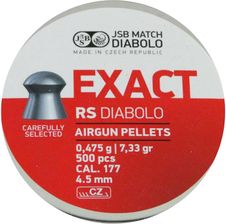 JSB
JSB MATCH
DIABOLO
MADE IN CZECH REPUBLIC
EXACT
RS DIABOLO
CAREFULLY
SELECTED
AIRGUN PELLETS
0,475 g | 7,33 gr
500 pcs
CAL. 177
4.5 mm
CZ